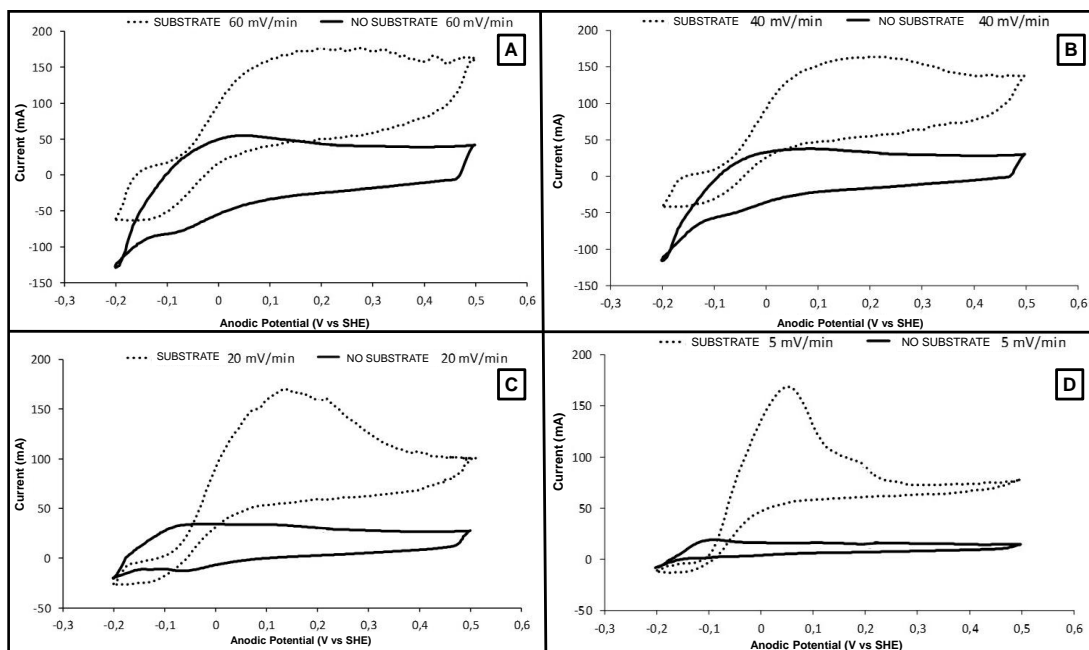 SUBSTRATE 60 mV/min NO SUBSTRATE 60 mV/min
A
200
150
100
50
0
-50
-100
-150
Current (mA)
-0,3 -0,2 -0,1 0 0,1 0,2 0,3 0,4 0,5 0,6
Anodic Potential (V vs SHE)
SUBSTRATE 40 mV/min NO SUBSTRATE 40 mV/min
B
200
150
100
50
0
-50
-100
-150
Current (mA)
-0,3 -0,2 -0,1 0 0,1 0,2 0,3 0,4 0,5 0,6
Anodic Potential (V vs SHE)
SUBSTRATE 20 mV/min NO SUBSTRATE 20 mV/min
C
200
150
100
50
0
-50
Current (mA)
-0,3 -0,2 -0,1 0 0,1 0,2 0,3 0,4 0,5 0,6
Anodic Potential (V vs SHE)
SUBSTRATE 5 mV/min NO SUBSTRATE 5 mV/min
D
200
150
100
50
0
-50
Current (mA)
-0,3 -0,2 -0,1 0 0,1 0,2 0,3 0,4 0,5 0,6
Anodic Potential (V vs SHE)